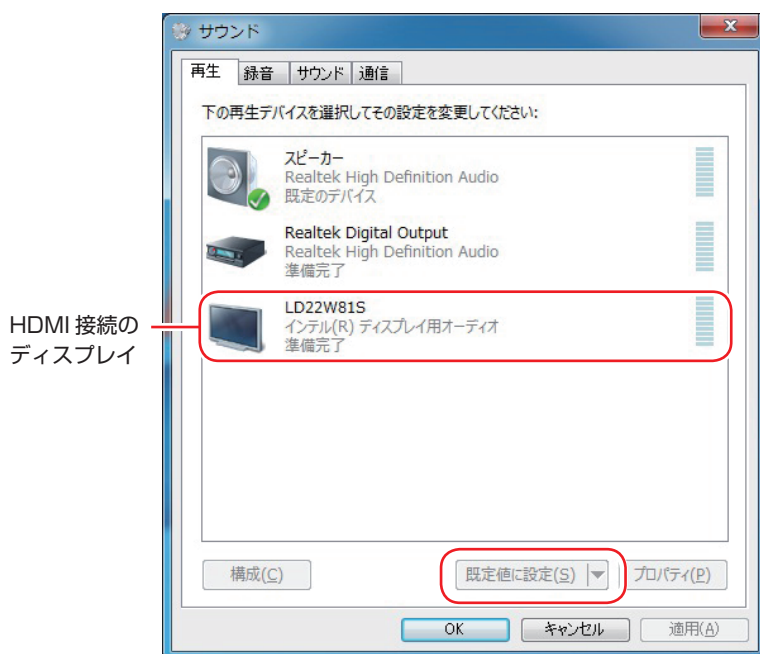 サウンド
再生 録音 サウンド 通信
下の再生デバイスを選択してその設定を変更してください:
スピーカー
Realtek High Definition Audio
既定のデバイス
Realtek Digital Output
Realtek High Definition Audio
準備完了
HDMI 接続の
ディスプレイ
LD22W81S
インテル(R) ディスプレイ用オーディオ
準備完了
構成(C) 既定値に設定(S) プロパティ(P)
OK キャンセル 適用(A)